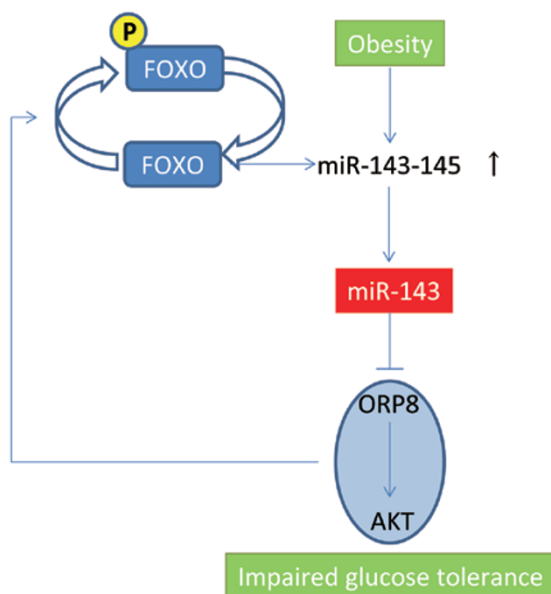 P
FOXO
Obesity
FOXO
miR-143-145 ↑
miR-143
ORP8
AKT
Impaired glucose tolerance